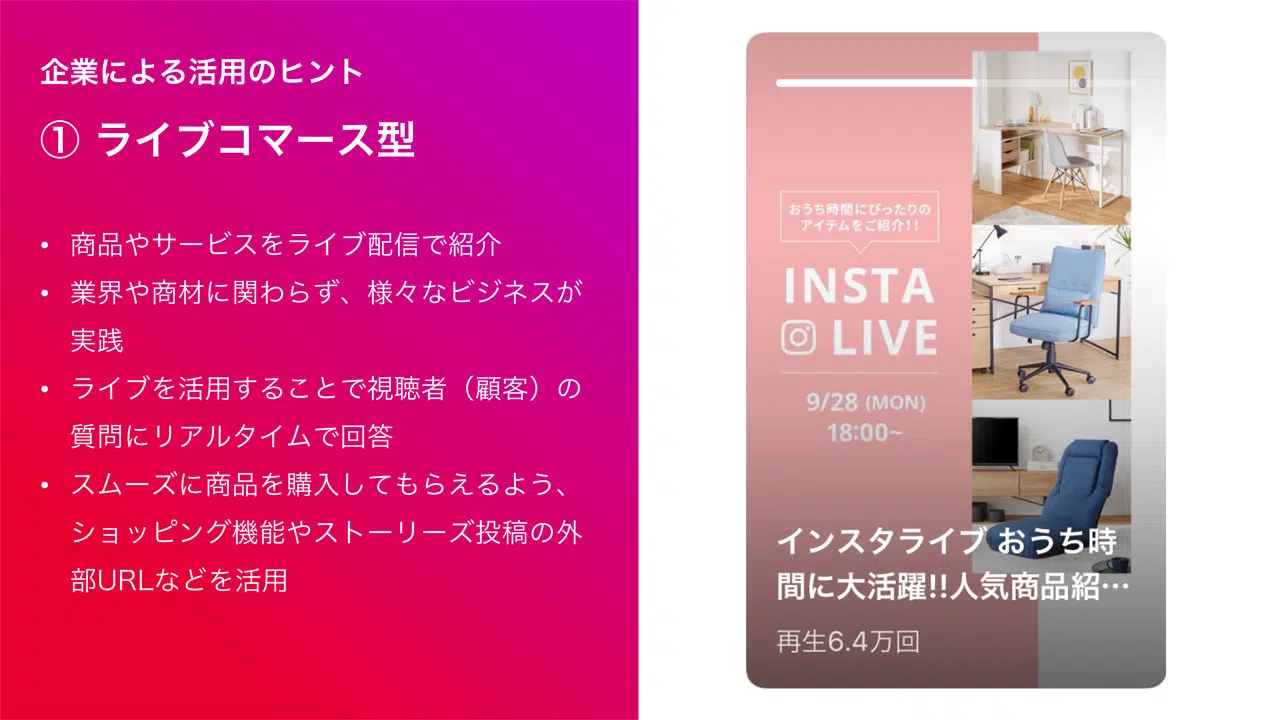 企業による活用のヒント
① ライブコマース型
• 商品やサービスをライブ配信で紹介
• 業界や商材に関わらず、様々なビジネスが
実践
• ライブを活用することで視聴者（顧客）の
質問にリアルタイムで回答
• スムーズに商品を購入してもらえるよう、
ショッピング機能やストーリーズ投稿の外
部URLなどを活用
おうち時間にぴったりの
アイテムをご紹介!!
INSTA
LIVE
9/28 (MON)
18:00~
インスタライブ おうち時
間に大活躍!!人気商品紹…
再生6.4万回